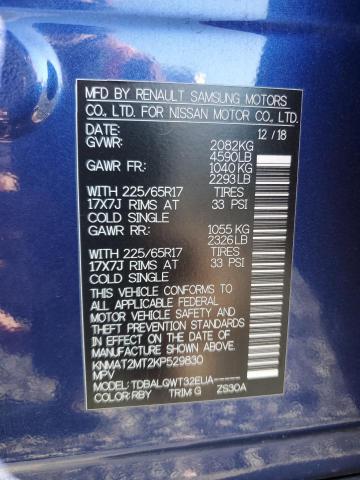 MFD BY RENAULT SAMSUNG MOTORS
CO., LTD. FOR NISSAN MOTOR CO., LTD.
DATE: 12 / 18
GVWR: 2082KG
4590LB
GAWR FR: 1040 KG
2293LB
WITH 225/65R17 TIRES
17X7J RIMS AT 33 PSI
COLD SINGLE
GAWR RR: 1055 KG
2326 LB
WITH 225/65R17 TIRES
17X7J RIMS AT 33 PSI
COLD SINGLE
THIS VEHICLE CONFORMS TO
ALL APPLICABLE FEDERAL
MOTOR VEHICLE SAFETY AND
THEFT PREVENTION STANDARDS
IN EFFECT ON THE DATE OF
MANUFACTURE SHOWN ABOVE.
KNMAT2MT2KP529830
MPV
MODEL: TDBALQWT32EUA-----
COLOR: RBY TRIM: G ZS30A